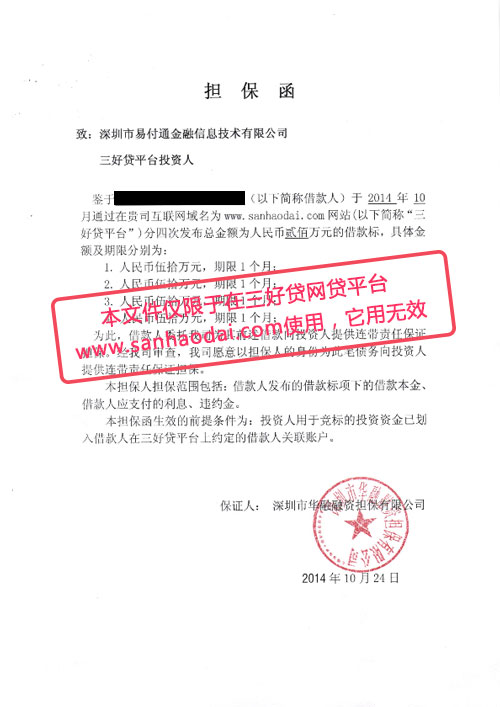 担 保 函
致：深圳市易付通金融信息技术有限公司
三好贷平台投资人
鉴于
（以下简称借款人）于 2014 年 10
月通过在贵司互联网域名为 www.sanhaodai.com 网站(以下简称“三
好贷平台”)分四次发布总金额为人民币贰佰万元的借款标，具体金
额及期限分别为：
1. 人民币伍拾万元，期限 1 个月；
2. 人民币伍拾万元，期限 1 个月；
3. 人民币伍拾万元，期限 1 个月；
人民币伍拾万元，期限 1 个月；
本文件仅限于在三好贷网贷平台
www.sanhaodai.com使用，它用无效
为此，借款人委托我司
借款向投资人提供连带责任保证
经我司审查，我司愿意以担保人的身份为此笔债务向投资人
提供连带责任保证担保。
本担保人担保范围包括：借款人发布的借款标项下的借款本金、
借款人应支付的利息、违约金。
本担保函生效的前提条件为：投资人用于竞标的投资资金已划
入借款人在三好贷平台上约定的借款人关联账户。
保证人： 深圳市华融融资担保有限公司
深圳市华融融资担保有限公司
2014 年 10 月 24 日